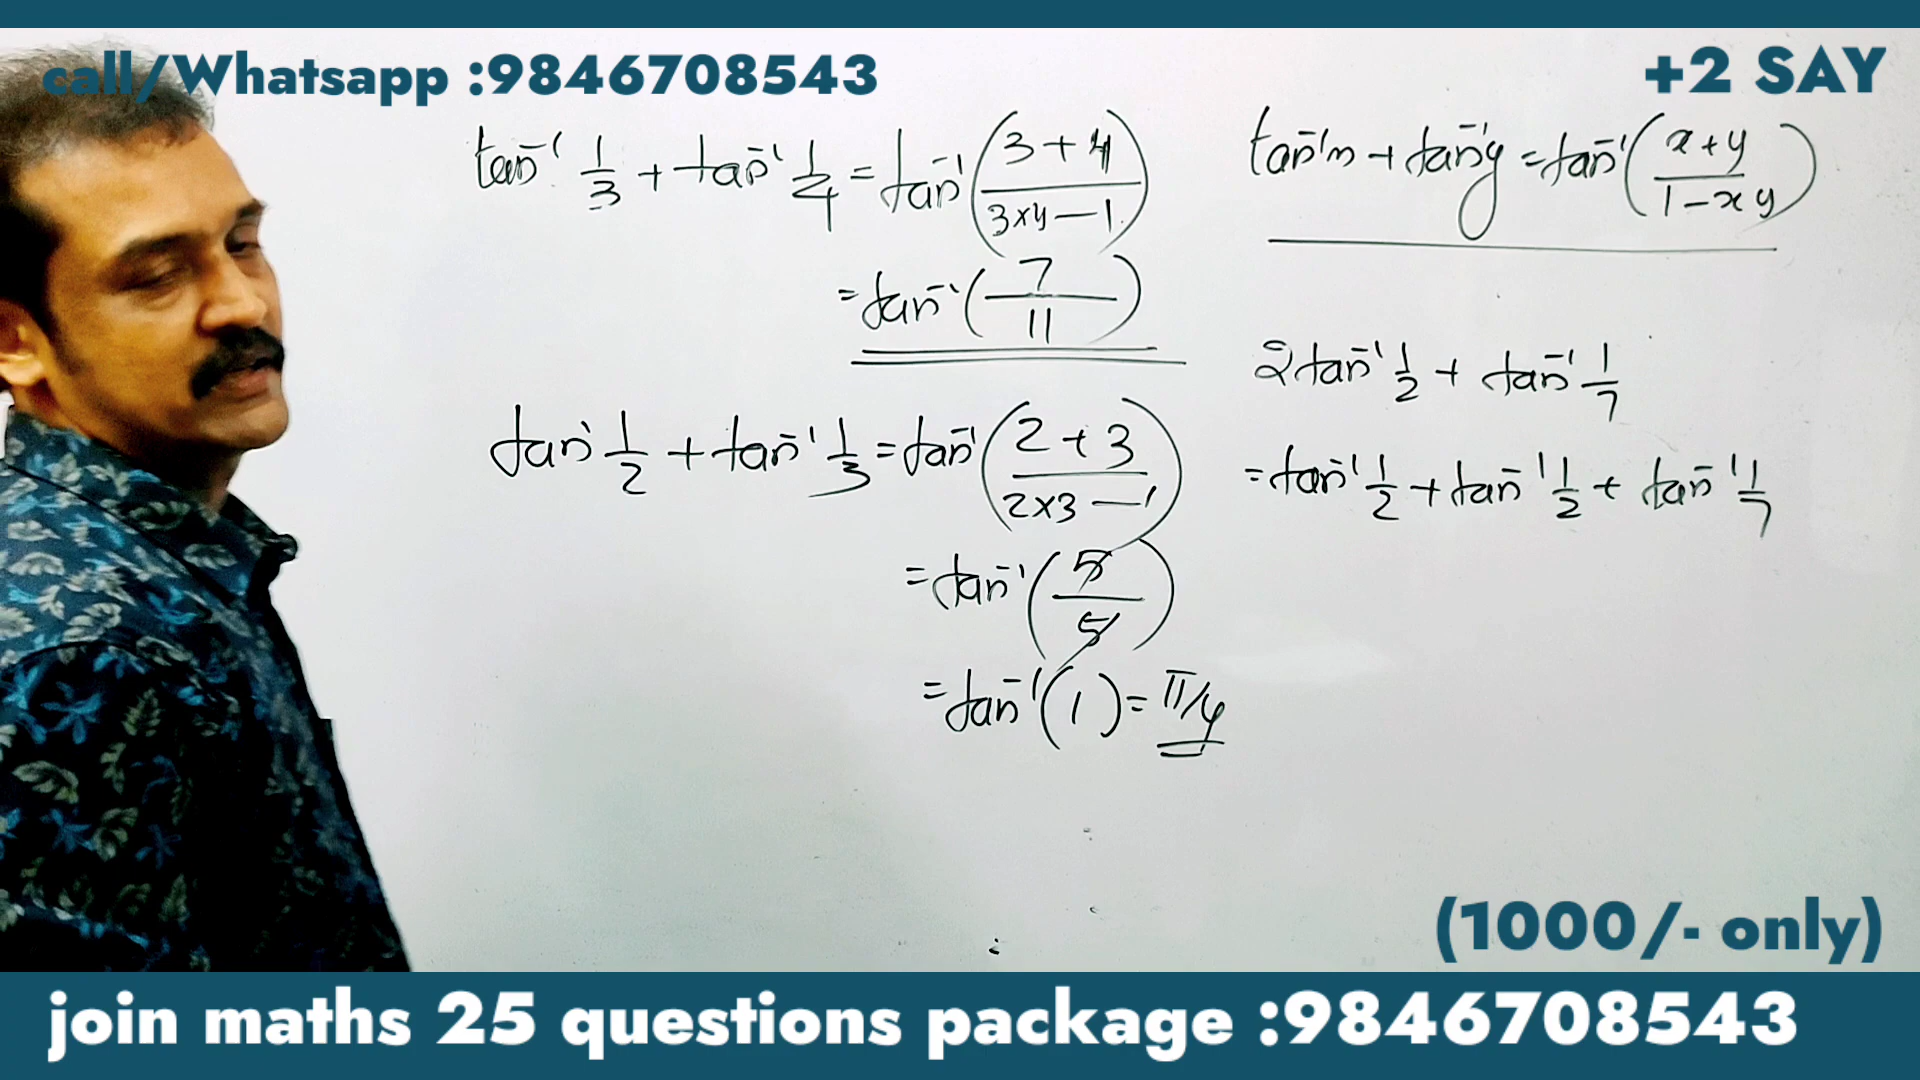 call/Whatsapp :9846708543
+2 SAY
tan⁻¹ 1/3 + tan⁻¹ 1/4 = tan⁻¹((3+4)/(3×4-1))
= tan⁻¹(7/11)
tan⁻¹ 1/2 + tan⁻¹ 1/3 = tan⁻¹((2+3)/(2×3-1))
= tan⁻¹(5/5)
= tan⁻¹(1) = π/4
tan⁻¹x + tan⁻¹y = tan⁻¹((x+y)/(1-xy))
2tan⁻¹ 1/2 + tan⁻¹ 1/7
= tan⁻¹ 1/2 + tan⁻¹ 1/2 + tan⁻¹ 1/7
(1000/- only)
join maths 25 questions package :9846708543